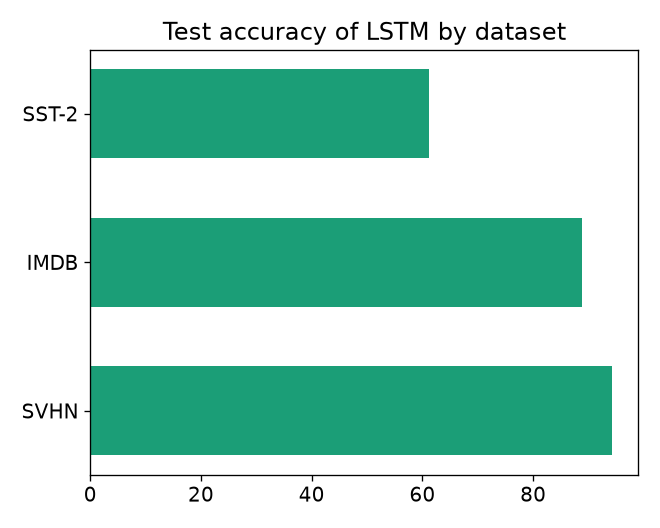 Test accuracy of LSTM by dataset
SST-2
IMDB
SVHN
0 20 40 60 80